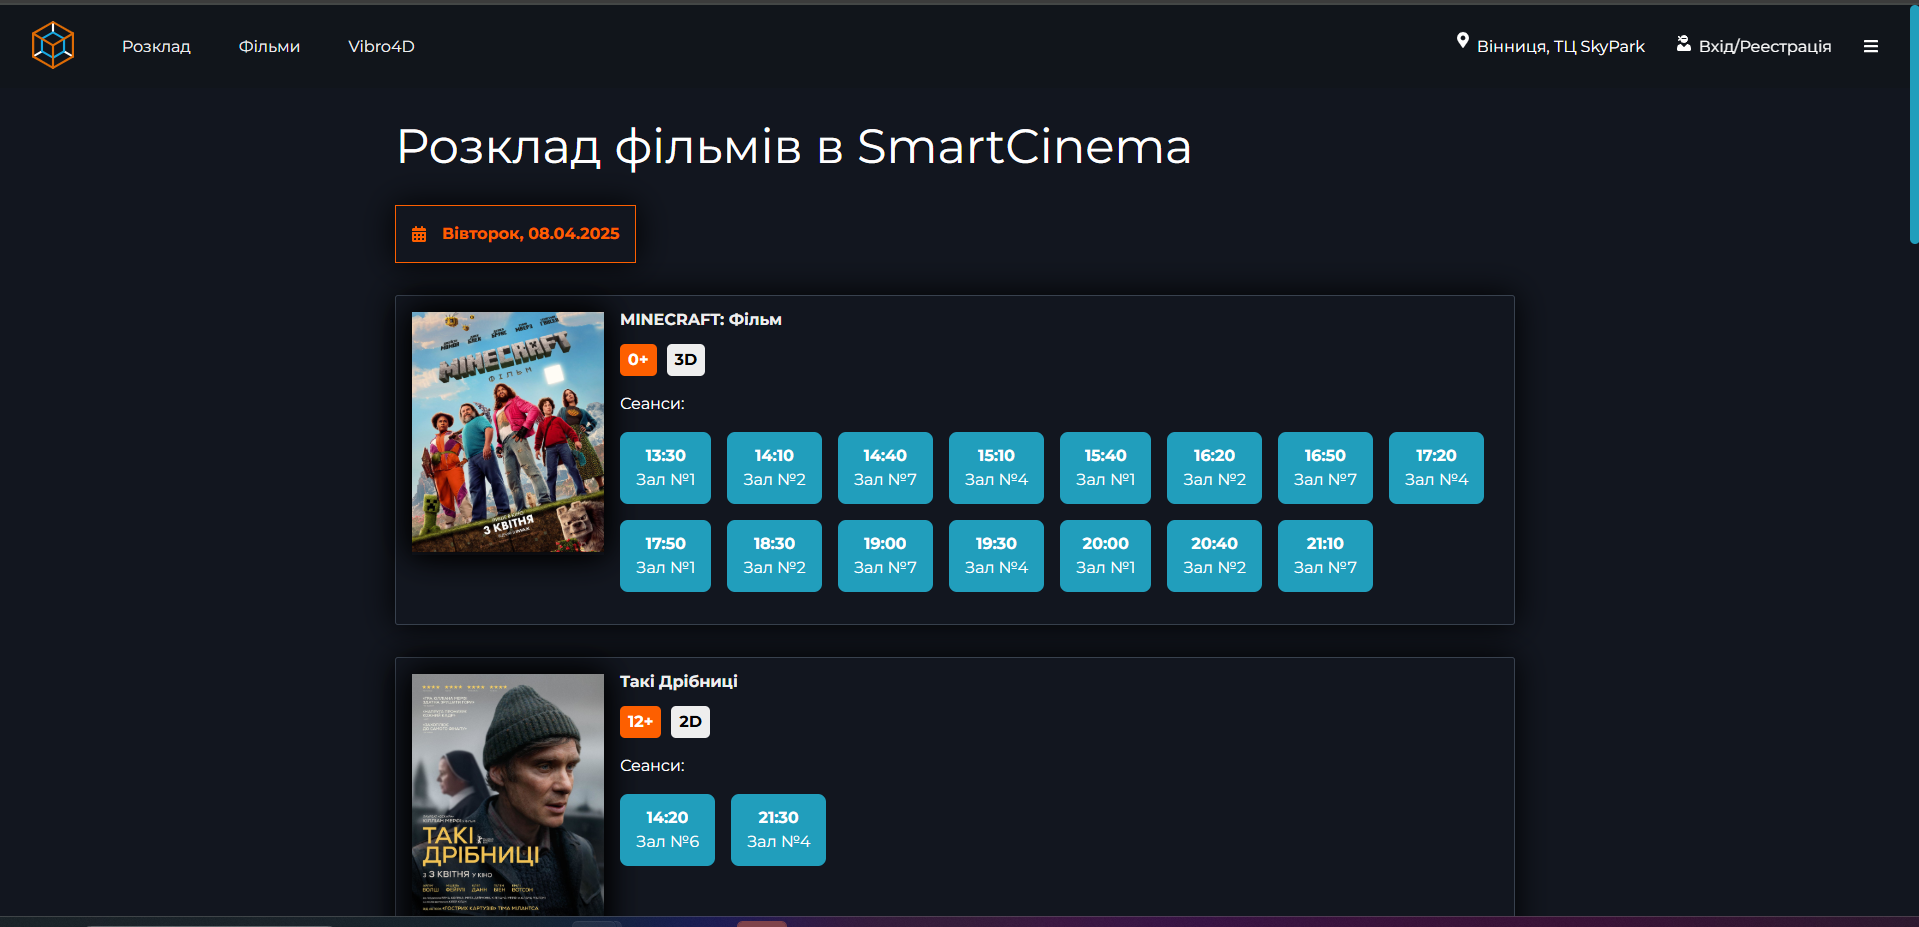 Розклад
Фільми
Vibro4D
Вінниця, ТЦ SkyPark
Вхід/Реестрація
Розклад фільмів в SmartCinema
Вівторок, 08.04.2025
MINECRAFT
ФІЛЬМ
З КВІТНЯ
MINECRAFT: Фільм
0+ 3D
Сеанси:
13:30 14:10 14:40 15:10 15:40 16:20 16:50 17:20
Зал №1 Зал №2 Зал №7 Зал №4 Зал №1 Зал №2 Зал №7 Зал №4
17:50 18:30 19:00 19:30 20:00 20:40 21:10
Зал №1 Зал №2 Зал №7 Зал №4 Зал №1 Зал №2 Зал №7
ТАКІ
ДРІБНИЦІ
З 3 КВІТНЯ У КІНО
Такі Дрібниці
12+ 2D
Сеанси:
14:20 21:30
Зал №6 Зал №4